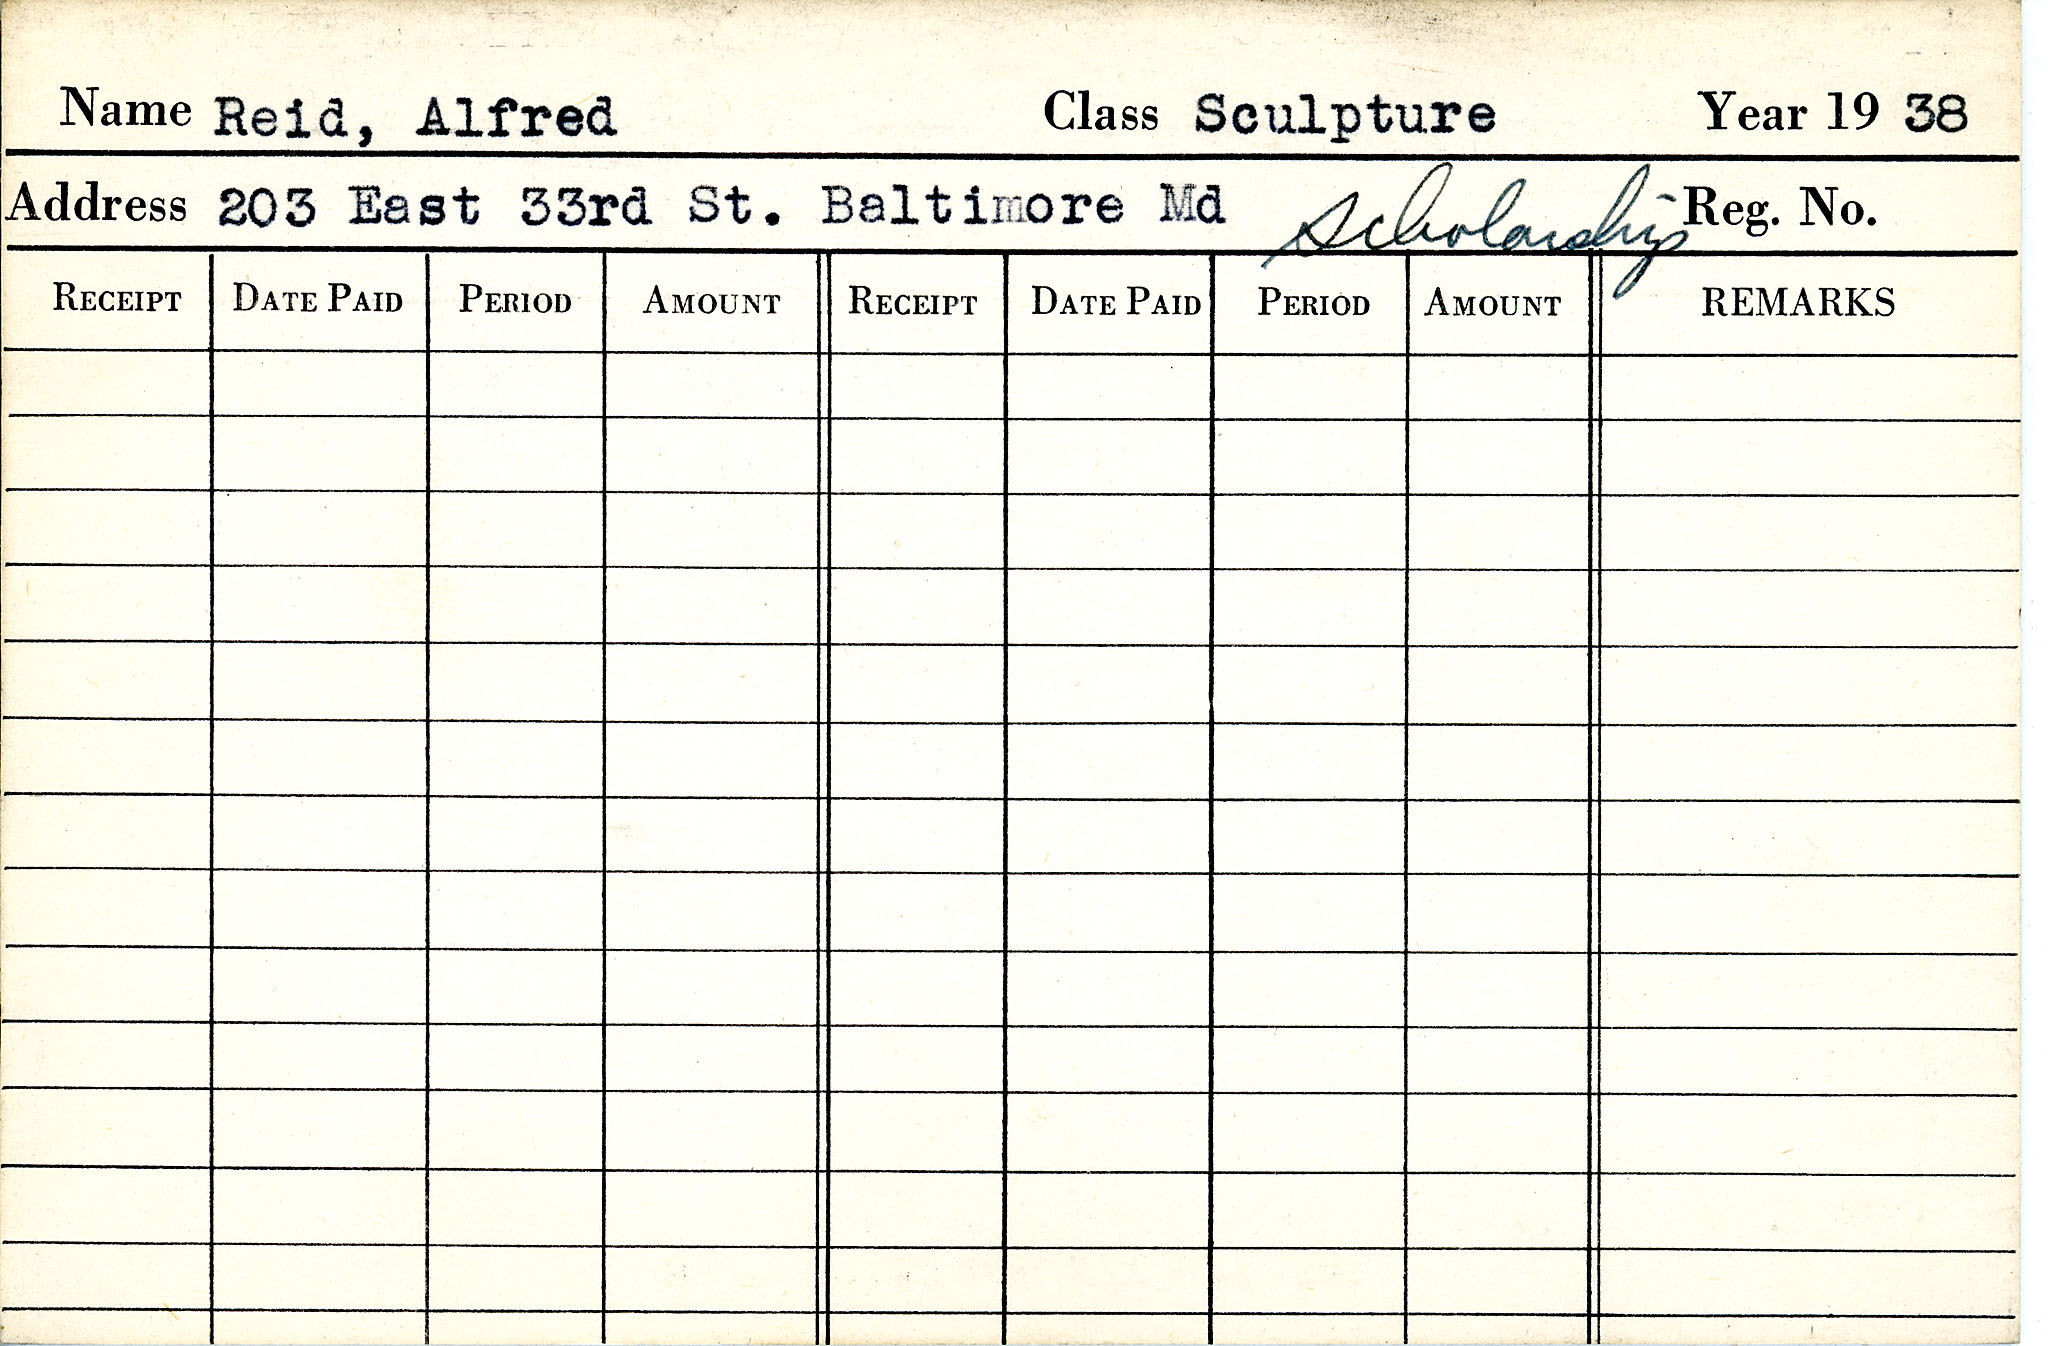 Name Reid, Alfred Class Sculpture Year 19 38
Address 203 East 33rd St. Baltimore Md Scholarship Reg. No.
RECEIPT DATE PAID PERIOD AMOUNT RECEIPT DATE PAID PERIOD AMOUNT REMARKS